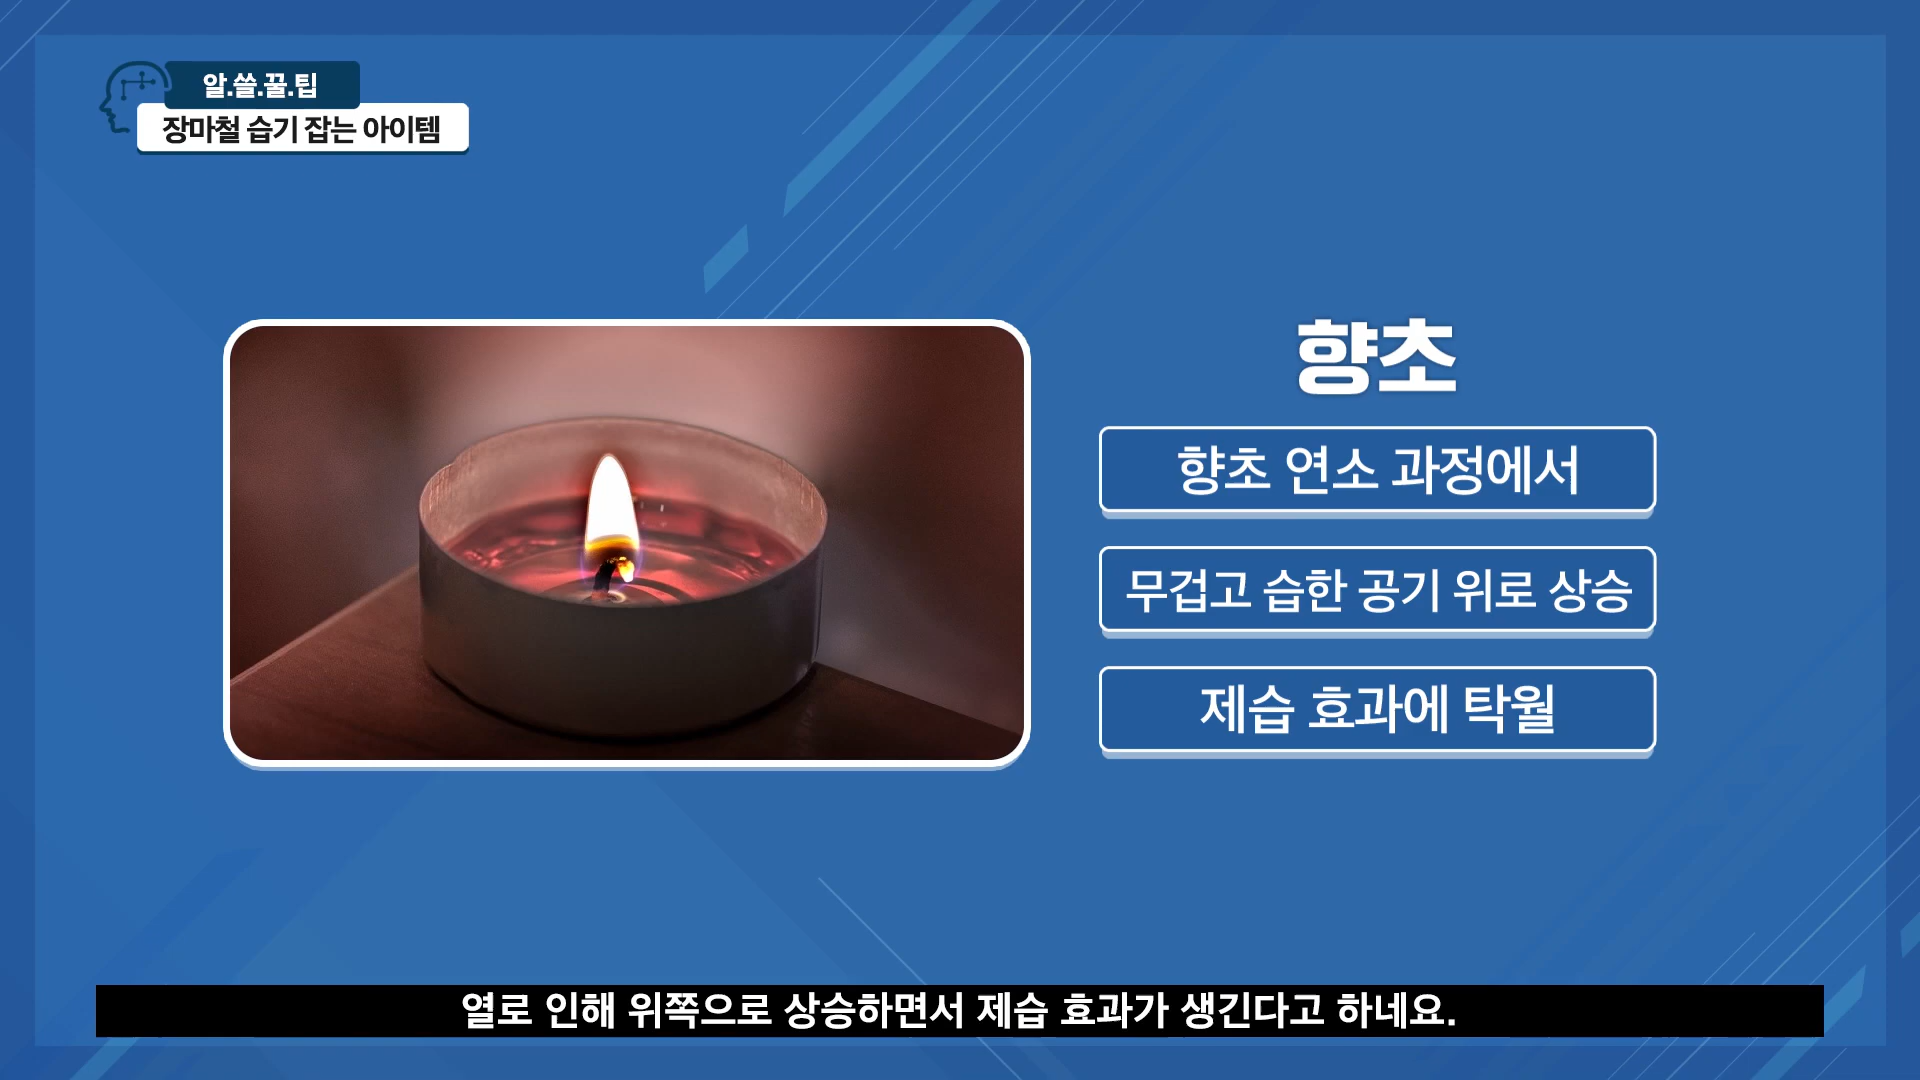 알.쓸.꿀.팁
장마철 습기 잡는 아이템
향초
향초 연소 과정에서
무겁고 습한 공기 위로 상승
제습 효과에 탁월
열로 인해 위쪽으로 상승하면서 제습 효과가 생긴다고 하네요.